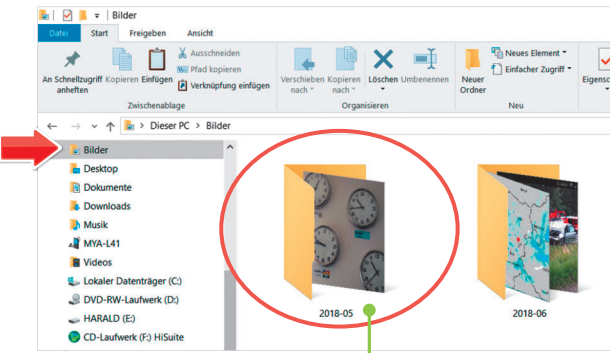 Bilder
Datei Start Freigeben Ansicht
An Schnellzugriff anheften
Kopieren
Einfügen
Ausschneiden
Pfad kopieren
Verknüpfung einfügen
Zwischenablage
Verschieben nach
Kopieren nach
Löschen
Umbenennen
Organisieren
Neuer Ordner
Neues Element
Einfacher Zugriff
Neu
Eigensc
Dieser PC > Bilder
Bilder
Desktop
Dokumente
Downloads
Musik
MYA-L41
Videos
Lokaler Datenträger (C:)
DVD-RW-Laufwerk (D:)
HARALD (E:)
CD-Laufwerk (F:) HiSuite
2018-05
2018-06